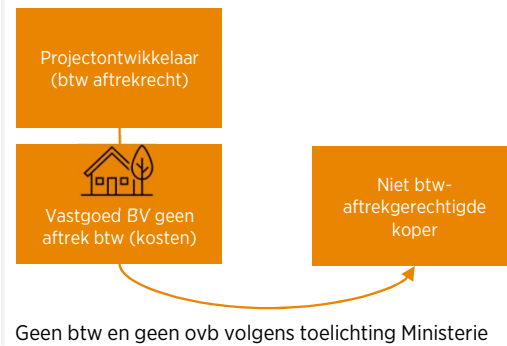 Projectontwikkelaar
(btw aftrekrecht)
Vastgoed BV geen
aftrek btw (kosten)
Niet btw-
aftrekgerechtigde
koper
Geen btw en geen ovb volgens toelichting Ministerie